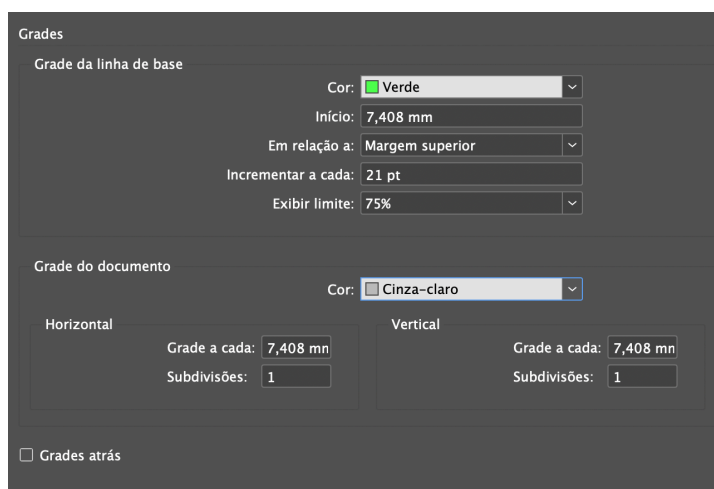 Grades
Grade da linha de base
Cor: Verde
Início: 7,408 mm
Em relação a: Margem superior
Incrementar a cada: 21 pt
Exibir limite: 75%
Grade do documento
Cor: Cinza-claro
Horizontal
Grade a cada: 7,408 mn
Subdivisões: 1
Vertical
Grade a cada: 7,408 mn
Subdivisões: 1
Grades atrás